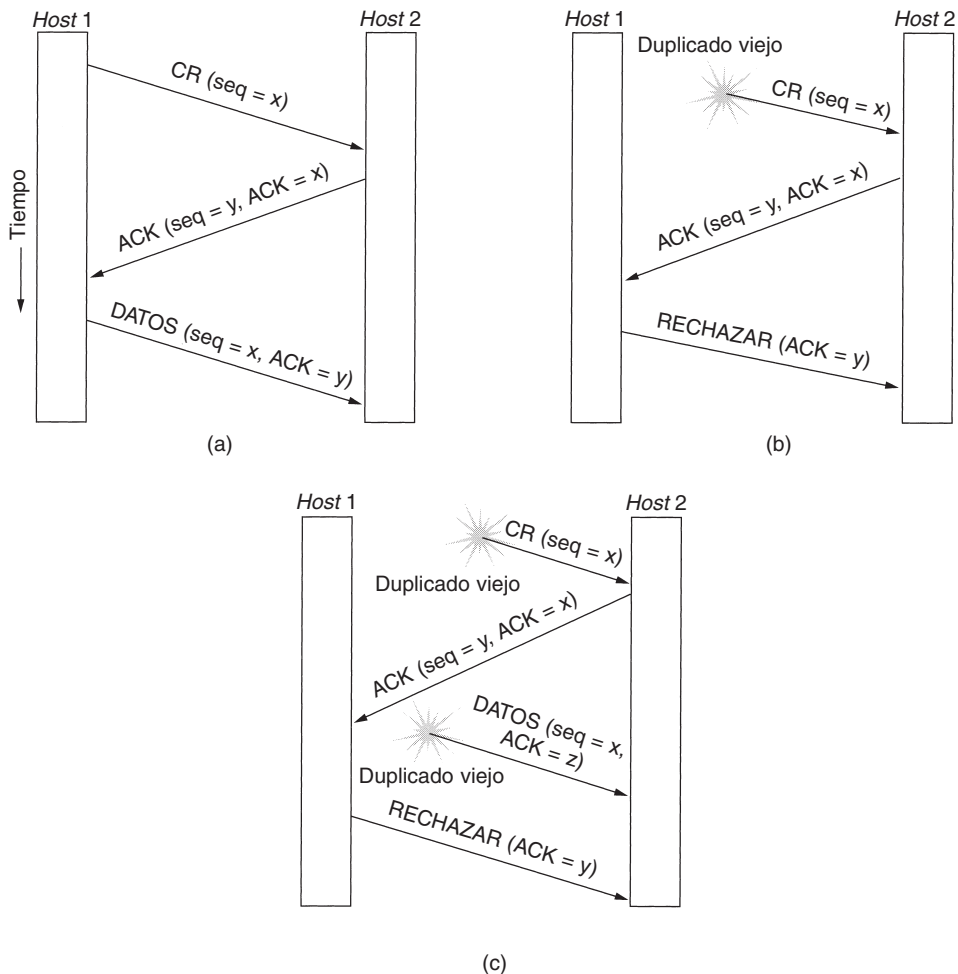 Host 1
Host 2
CR (seq = x)
ACK (seq = y, ACK = x)
DATOS (seq = x, ACK = y)
Tiempo
(a)
Host 1
Host 2
Duplicado viejo
CR (seq = x)
ACK (seq = y, ACK = x)
RECHAZAR (ACK = y)
(b)
Host 1
Host 2
CR (seq = x)
Duplicado viejo
ACK (seq = y, ACK = x)
DATOS (seq = x,
ACK = z)
Duplicado viejo
RECHAZAR (ACK = y)
(c)